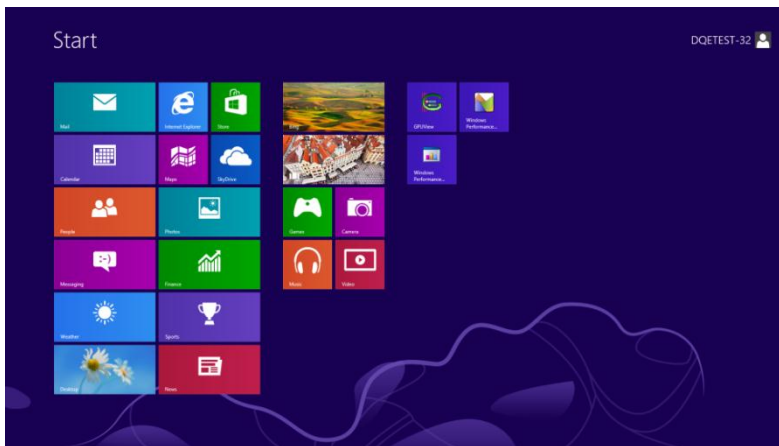 Start
DQETEST-32
Mail
Internet Explorer
Store
Bing
GPUView
Windows
Performance...
Calendar
Maps
SkyDrive
Windows
Performance...
People
Photos
Games
Camera
Messaging
Finance
Music
Video
Weather
Sports
Desktop
News